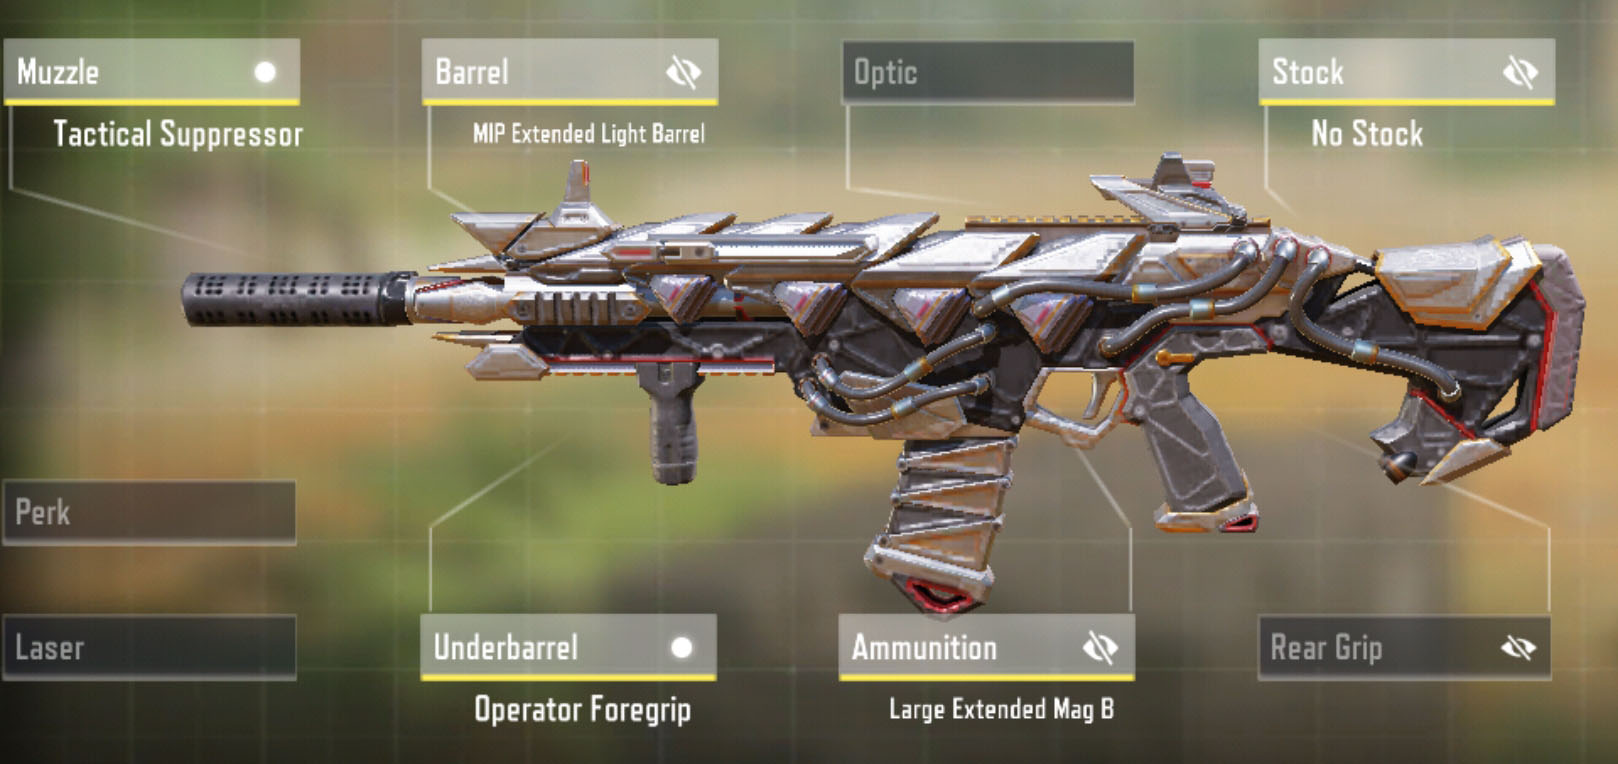 Muzzle
Tactical Suppressor
Barrel
MIP Extended Light Barrel
Optic
Stock
No Stock
Perk
Laser
Underbarrel
Operator Foregrip
Ammunition
Large Extended Mag B
Rear Grip